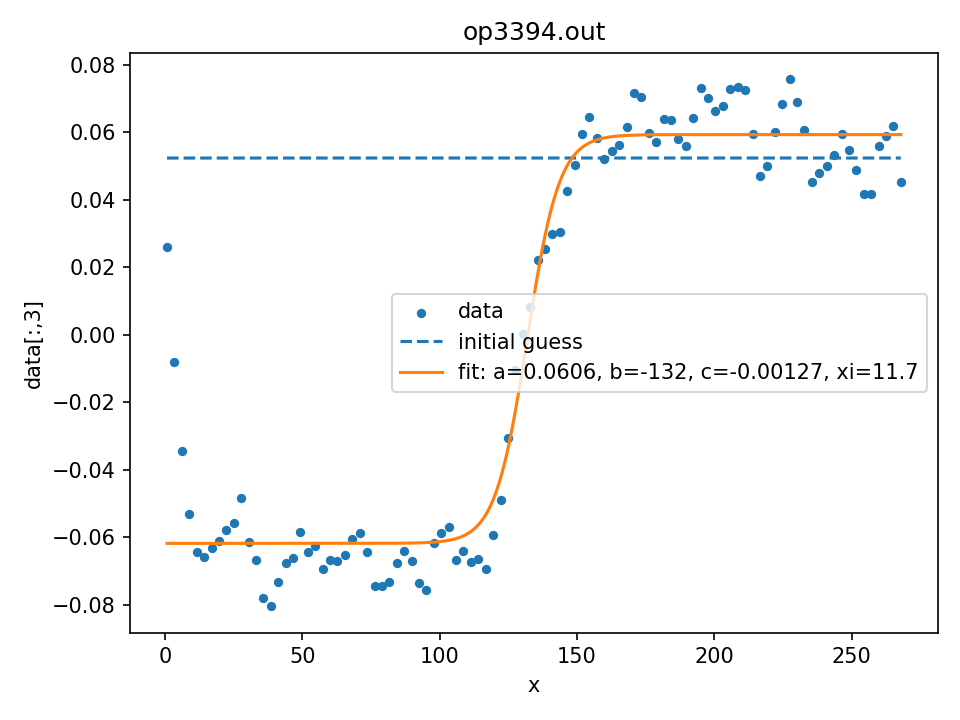 op3394.out
0.08
0.06
0.04
0.02
0.00
−0.02
−0.04
−0.06
−0.08
data[:,3]
data
initial guess
fit: a=0.0606, b=-132, c=-0.00127, xi=11.7
0 50 100 150 200 250
x